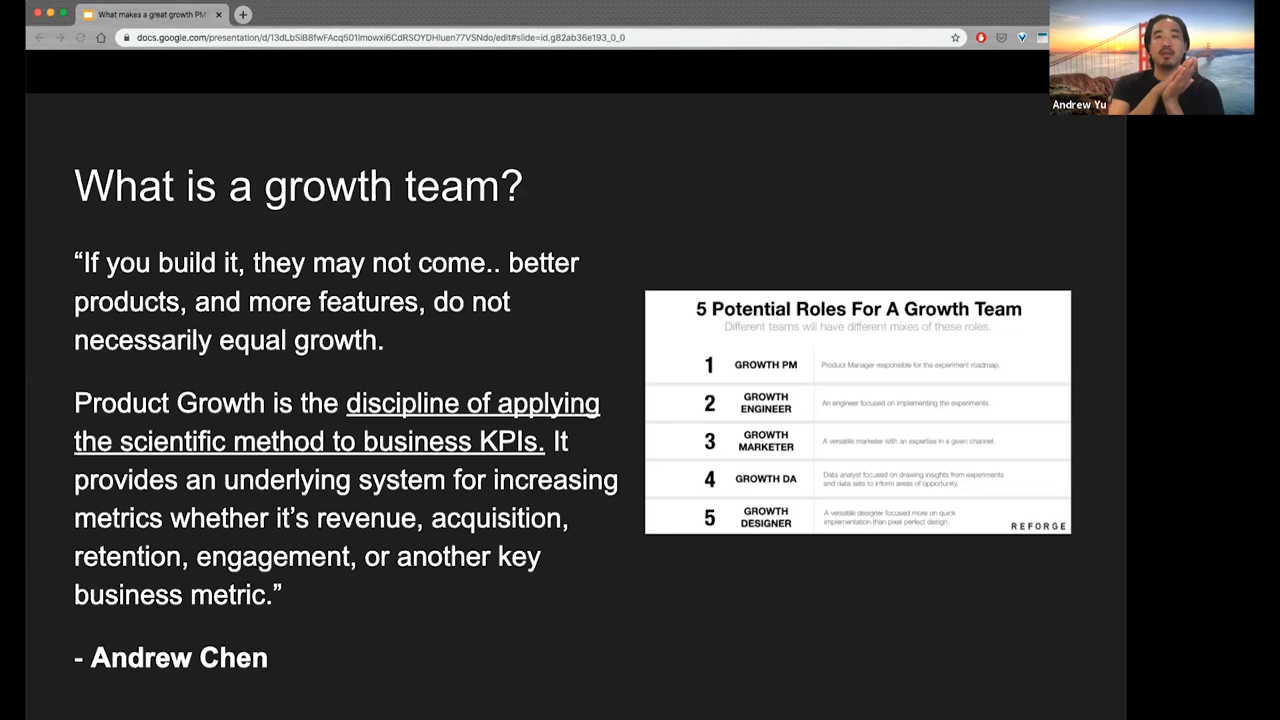 What makes a great growth PM
docs.google.com/presentation/d/13dLbSiB8fwFAcq501lmowxi6CdRSOYDHluen77VSNdo/edit#slide=id.g82ab36e193_0_0
Andrew Yu
What is a growth team?
“If you build it, they may not come.. better
products, and more features, do not
necessarily equal growth.
Product Growth is the discipline of applying
the scientific method to business KPIs. It
provides an underlying system for increasing
metrics whether it’s revenue, acquisition,
retention, engagement, or another key
business metric.”
- Andrew Chen
5 Potential Roles For A Growth Team
Different teams will have different mixes of these roles.
1 GROWTH PM Product Manager responsible for the experiment roadmap.
2 GROWTH ENGINEER An engineer focused on implementing the experiments.
3 GROWTH MARKETER A versatile marketer with an expertise in a given channel.
4 GROWTH DA Data analyst focused on drawing insights from experiments
and data sets to inform areas of opportunity.
5 GROWTH DESIGNER A versatile designer focused more on quick
implementation than pixel perfect design.
REFORGE